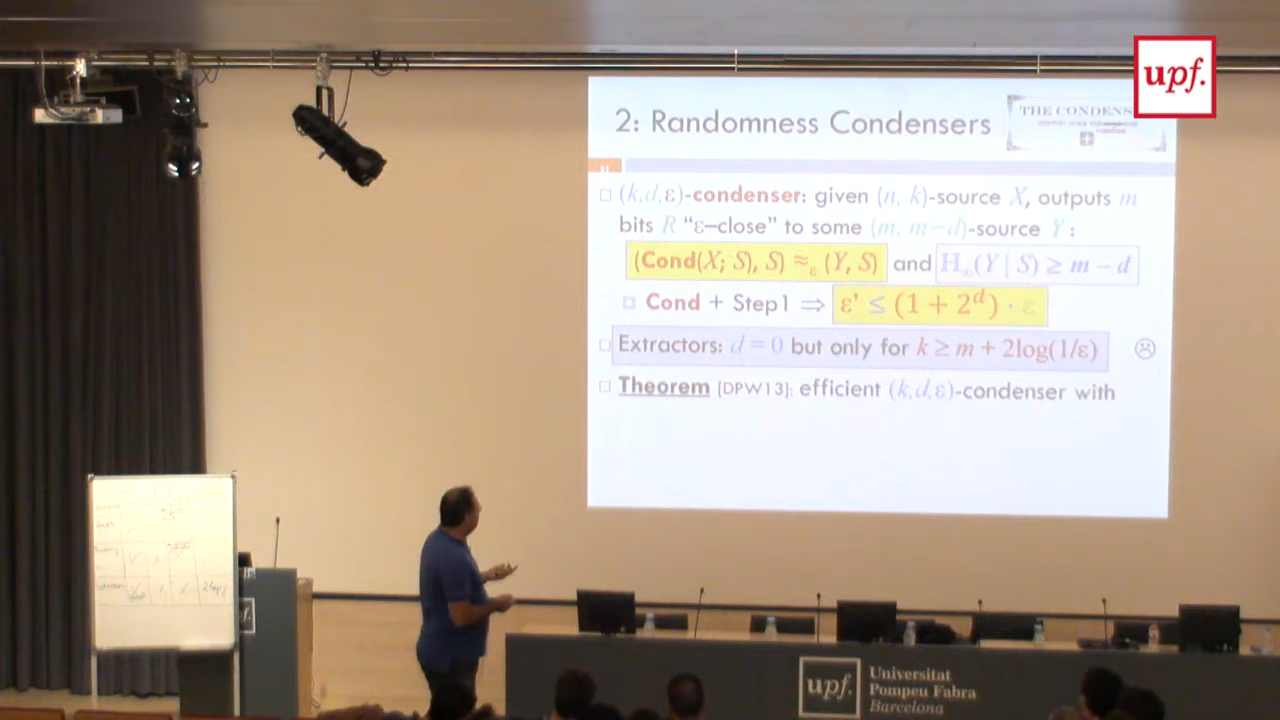 upf.
2: Randomness Condensers
THE CONDENS
(k,d,ε)-condenser: given (n, k)-source X, outputs m
bits R “ε–close” to some (m, m−d)-source Y :
(Cond(X; S), S) ≈ε (Y, S) and H∞(Y | S) ≥ m − d
Cond + Step1 ⇒ ε' ≤ (1 + 2^d) · ε
Extractors: d = 0 but only for k ≥ m + 2log(1/ε) ☹
Theorem [DPW13]: efficient (k,d,ε)-condenser with
upf.
upf.
Universitat
Pompeu Fabra
Barcelona